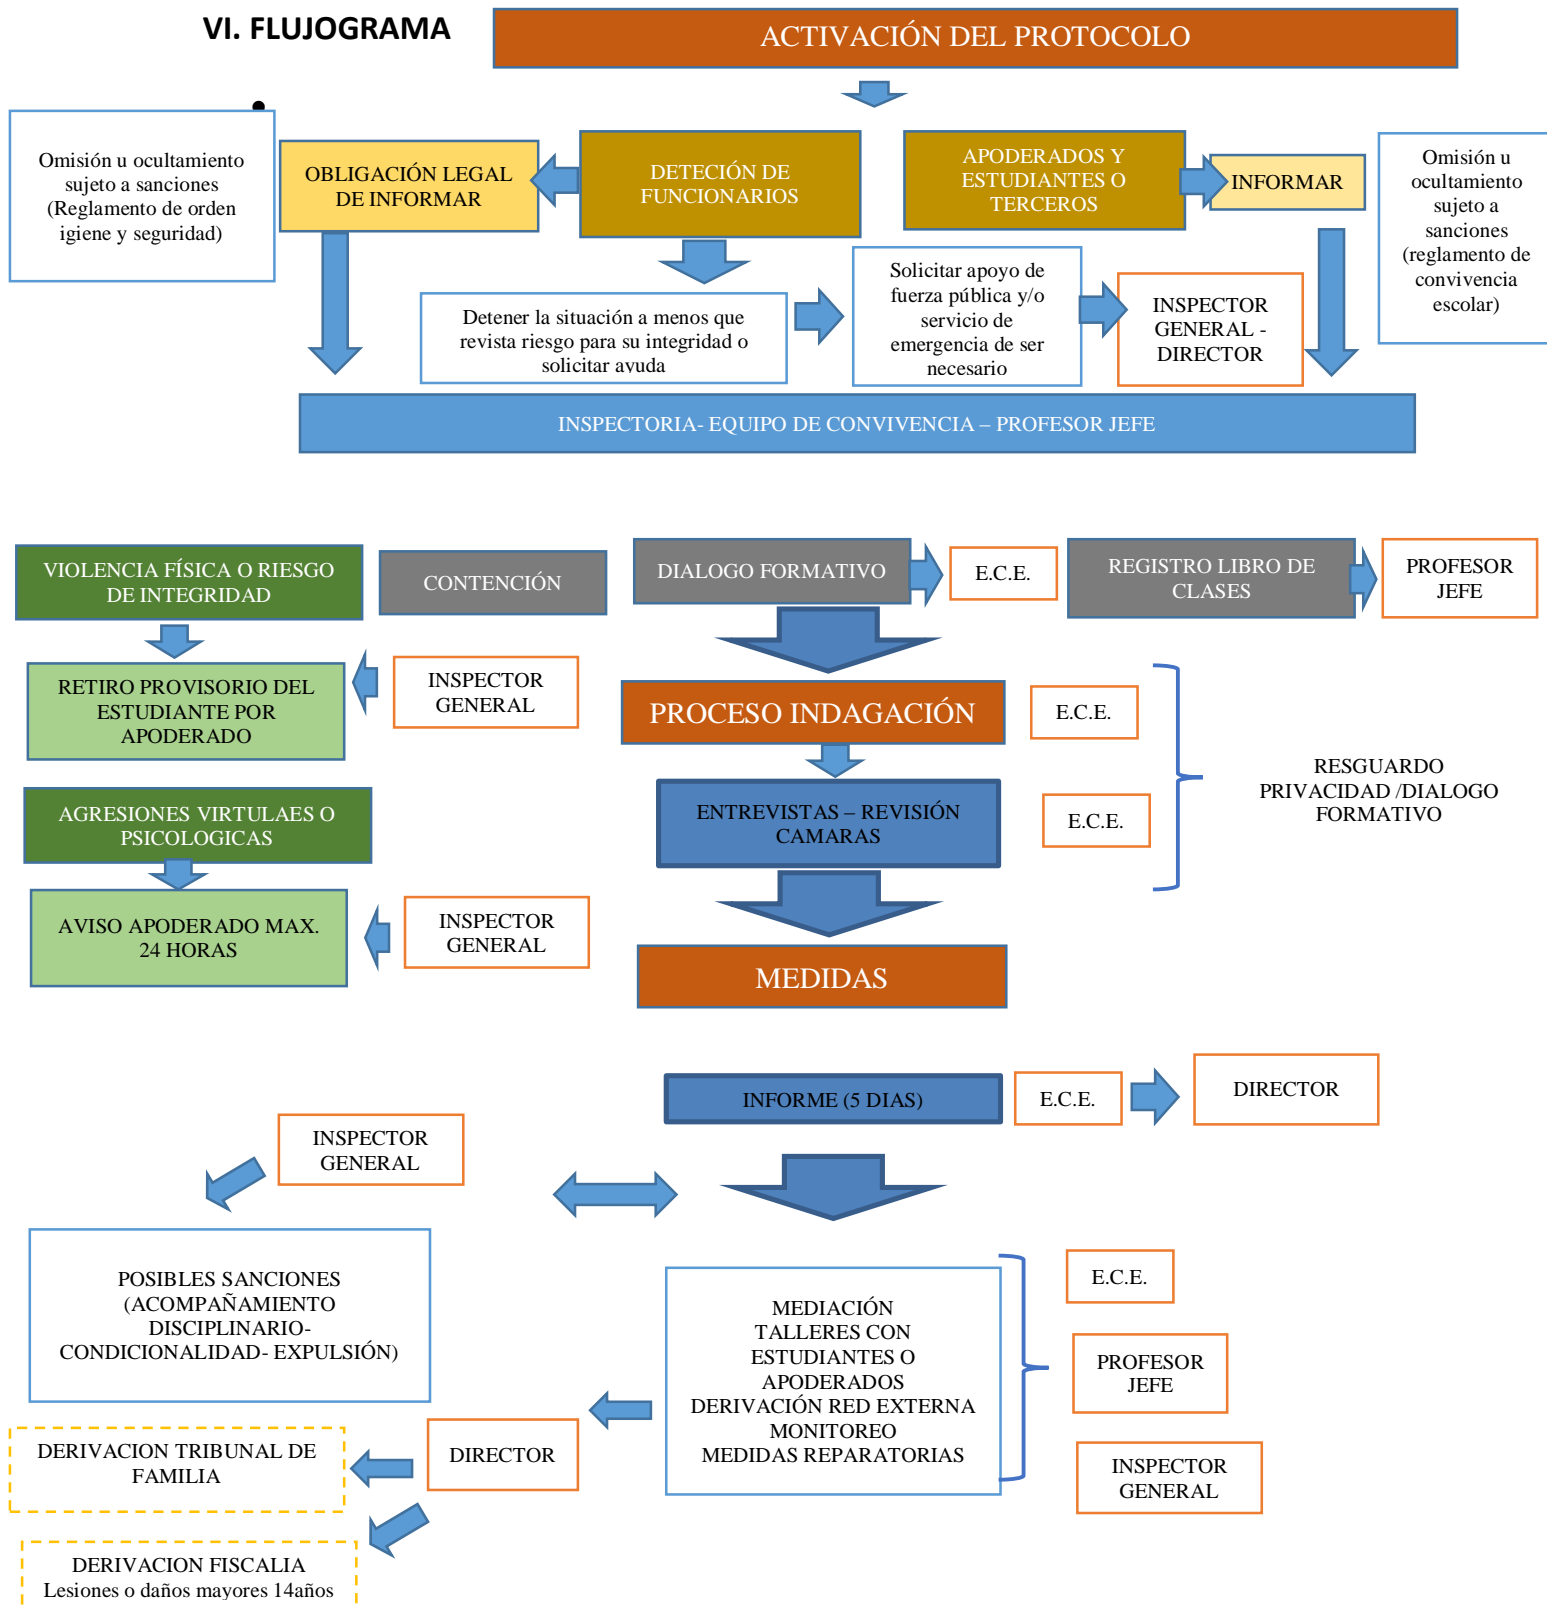 VI. FLUJOGRAMA
ACTIVACIÓN DEL PROTOCOLO
Omisión u ocultamiento
sujeto a sanciones
(Reglamento de orden
igiene y seguridad)
OBLIGACIÓN LEGAL
DE INFORMAR
DETECIÓN DE
FUNCIONARIOS
APODERADOS Y
ESTUDIANTES O
TERCEROS
INFORMAR
Omisión u
ocultamiento
sujeto a
sanciones
(reglamento de
convivencia
escolar)
Detener la situación a menos que
revista riesgo para su integridad o
solicitar ayuda
Solicitar apoyo de
fuerza pública y/o
servicio de
emergencia de ser
necesario
INSPECTOR
GENERAL -
DIRECTOR
INSPECTORIA- EQUIPO DE CONVIVENCIA – PROFESOR JEFE
VIOLENCIA FÍSICA O RIESGO
DE INTEGRIDAD
CONTENCIÓN
DIALOGO FORMATIVO
E.C.E.
REGISTRO LIBRO DE
CLASES
PROFESOR
JEFE
RETIRO PROVISORIO DEL
ESTUDIANTE POR
APODERADO
INSPECTOR
GENERAL
PROCESO INDAGACIÓN
E.C.E.
RESGUARDO
PRIVACIDAD /DIALOGO
FORMATIVO
AGRESIONES VIRTULAES O
PSICOLOGICAS
ENTREVISTAS – REVISIÓN
CAMARAS
E.C.E.
AVISO APODERADO MAX.
24 HORAS
INSPECTOR
GENERAL
MEDIDAS
INFORME (5 DIAS)
E.C.E.
DIRECTOR
INSPECTOR
GENERAL
POSIBLES SANCIONES
(ACOMPAÑAMIENTO
DISCIPLINARIO-
CONDICIONALIDAD- EXPULSIÓN)
MEDIACIÓN
TALLERES CON
ESTUDIANTES O
APODERADOS
DERIVACIÓN RED EXTERNA
MONITOREO
MEDIDAS REPARATORIAS
E.C.E.
PROFESOR
JEFE
INSPECTOR
GENERAL
DIRECTOR
DERIVACION TRIBUNAL DE
FAMILIA
DERIVACION FISCALIA
Lesiones o daños mayores 14años